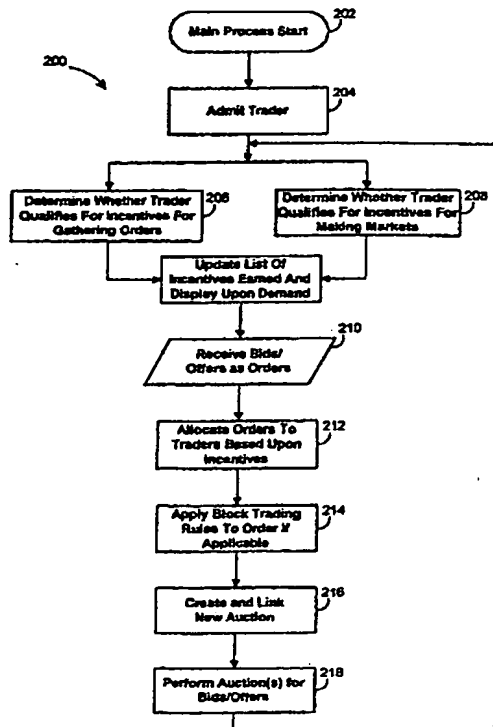 202
Main Process Start
200
204
Admit Trader
Determine Whether Trader
Qualifies For Incentives For
Gathering Orders
206
Determine Whether Trader
Qualifies For Incentives For
Making Markets
208
Update List Of
Incentives Earned And
Display Upon Demand
210
Receive Bids/
Offers as Orders
212
Allocate Orders To
Traders Based Upon
Incentives
214
Apply Block Trading
Rules To Order If
Applicable
216
Create and Link
New Auction
218
Perform Auction(s) for
Bids/Offers